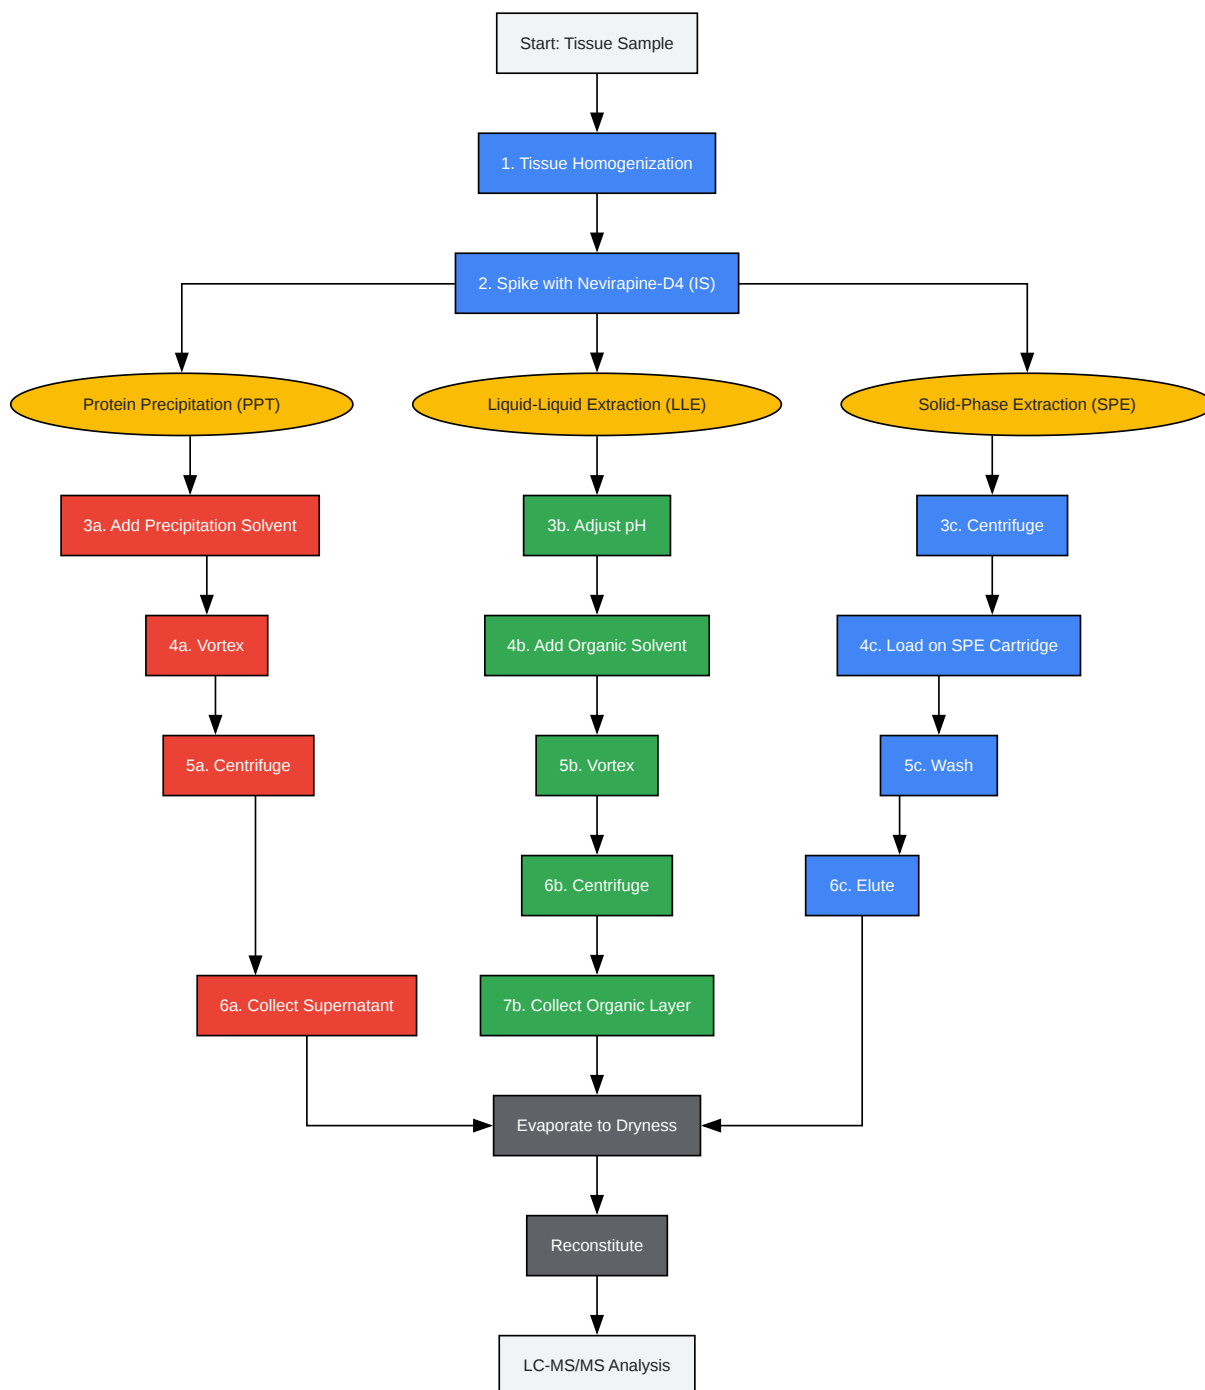 Start: Tissue Sample
1. Tissue Homogenization
2. Spike with Nevirapine-D4 (IS)
Protein Precipitation (PPT)
Liquid-Liquid Extraction (LLE)
Solid-Phase Extraction (SPE)
3a. Add Precipitation Solvent
3b. Adjust pH
3c. Centrifuge
4a. Vortex
4b. Add Organic Solvent
4c. Load on SPE Cartridge
5a. Centrifuge
5b. Vortex
5c. Wash
6b. Centrifuge
6c. Elute
6a. Collect Supernatant
7b. Collect Organic Layer
Evaporate to Dryness
Reconstitute
LC-MS/MS Analysis